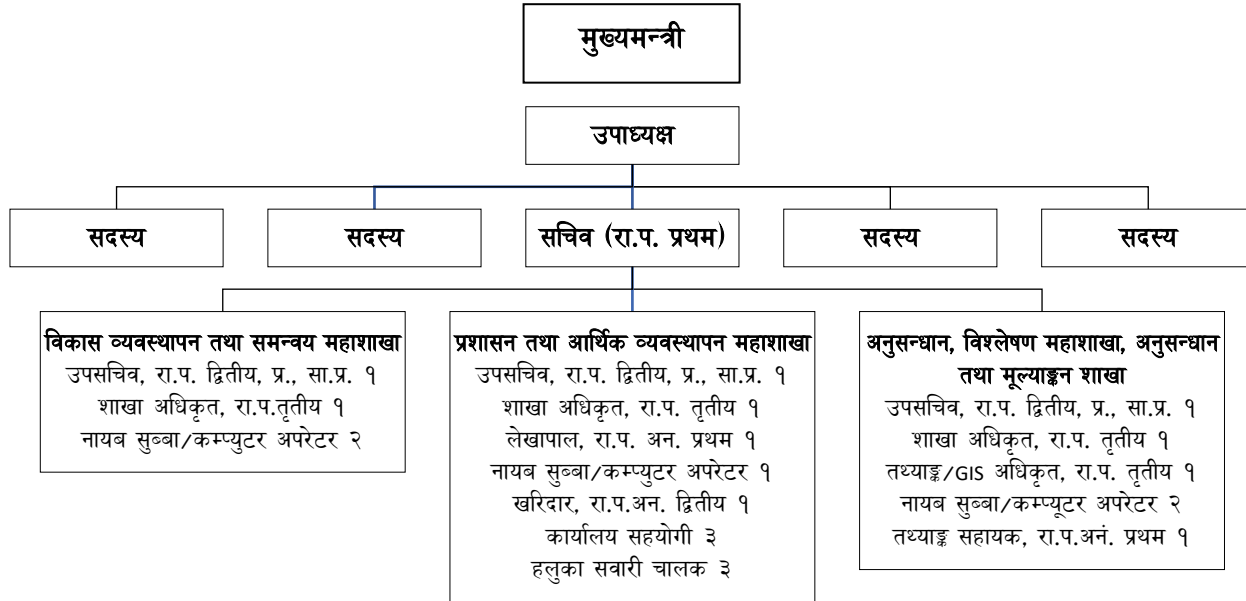 मुख्यमन्त्री
उपाध्यक्ष
सदस्य
सदस्य
सचिव (रा.प. प्रथम)
सदस्य
सदस्य
विकास व्यवस्थापन तथा समन्वय महाशाखा
उपसचिव, रा.प. द्वितीय, प्र., सा.प्र. १
शाखा अधिकृत, रा.प.तृतीय १
नायब सुब्बा/कम्प्युटर अपरेटर २
प्रशासन तथा आर्थिक व्यवस्थापन महाशाखा
उपसचिव, रा.प. द्वितीय, प्र., सा.प्र. १
शाखा अधिकृत, रा.प. तृतीय १
लेखापाल, रा.प. अन. प्रथम १
नायब सुब्बा/कम्प्युटर अपरेटर १
खरिदार, रा.प.अन. द्वितीय १
कार्यालय सहयोगी ३
हलुका सवारी चालक ३
अनुसन्धान, विश्लेषण महाशाखा, अनुसन्धान
तथा मूल्याङ्कन शाखा
उपसचिव, रा.प. द्वितीय, प्र., सा.प्र. १
शाखा अधिकृत, रा.प. तृतीय १
तथ्याङ्क/GIS अधिकृत, रा.प. तृतीय १
नायब सुब्बा/कम्प्यूटर अपरेटर २
तथ्याङ्क सहायक, रा.प.अनं. प्रथम १